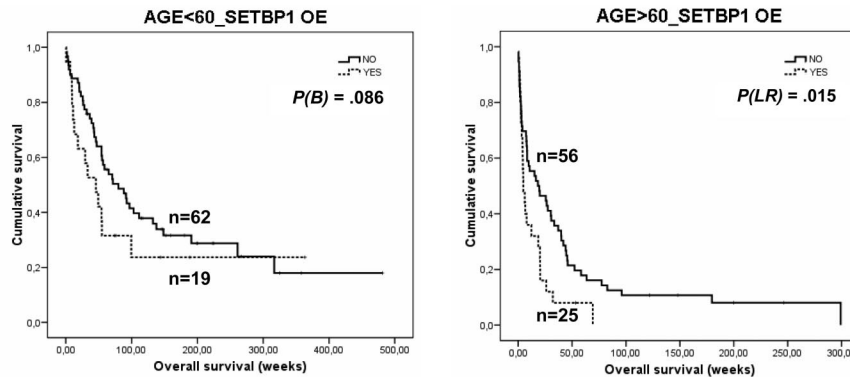 AGE<60_SETBP1 OE
NO
YES
P(B) = .086
n=62
n=19
Cumulative survival
1,0
0,8
0,6
0,4
0,2
0,0
0,00 100,00 200,00 300,00 400,00 500,00
Overall survival (weeks)
AGE>60_SETBP1 OE
NO
YES
P(LR) = .015
n=56
n=25
Cumulative survival
1,0
0,8
0,6
0,4
0,2
0,0
0,00 50,00 100,00 150,00 200,00 250,00 300,00
Overall survival (weeks)